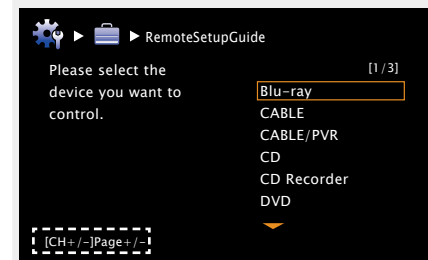 RemoteSetupGuide
Please select the
device you want to
control.
[1/3]
Blu-ray
CABLE
CABLE/PVR
CD
CD Recorder
DVD
[CH+/-]Page+/-